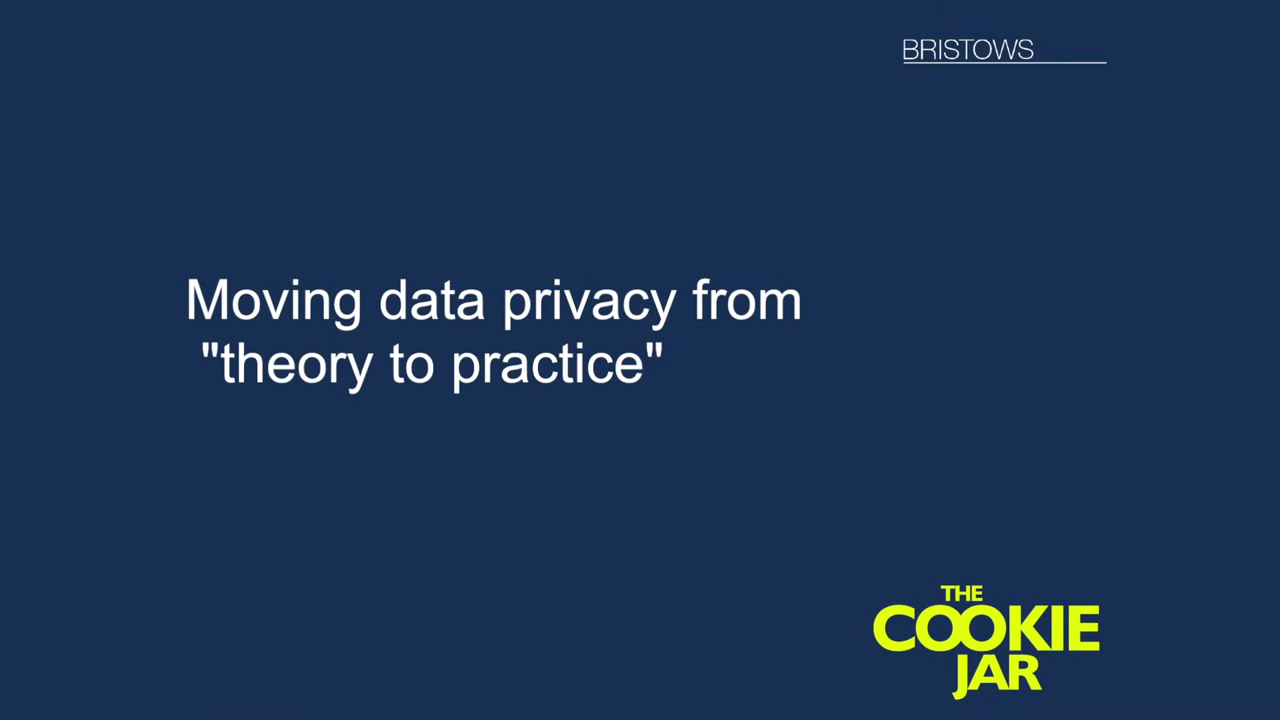 BRISTOWS
Moving data privacy from
"theory to practice"
THE
COOKIE
JAR